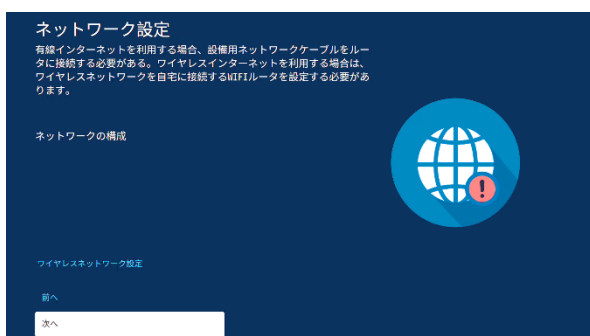 ネットワーク設定
有線インターネットを利用する場合、設備用ネットワークケーブルをルー
タに接続する必要がある。ワイヤレスインターネットを利用する場合は、
ワイヤレスネットワークを自宅に接続するWIFIルータを設定する必要があ
ります。
ネットワークの構成
ワイヤレスネットワーク設定
前へ
次へ